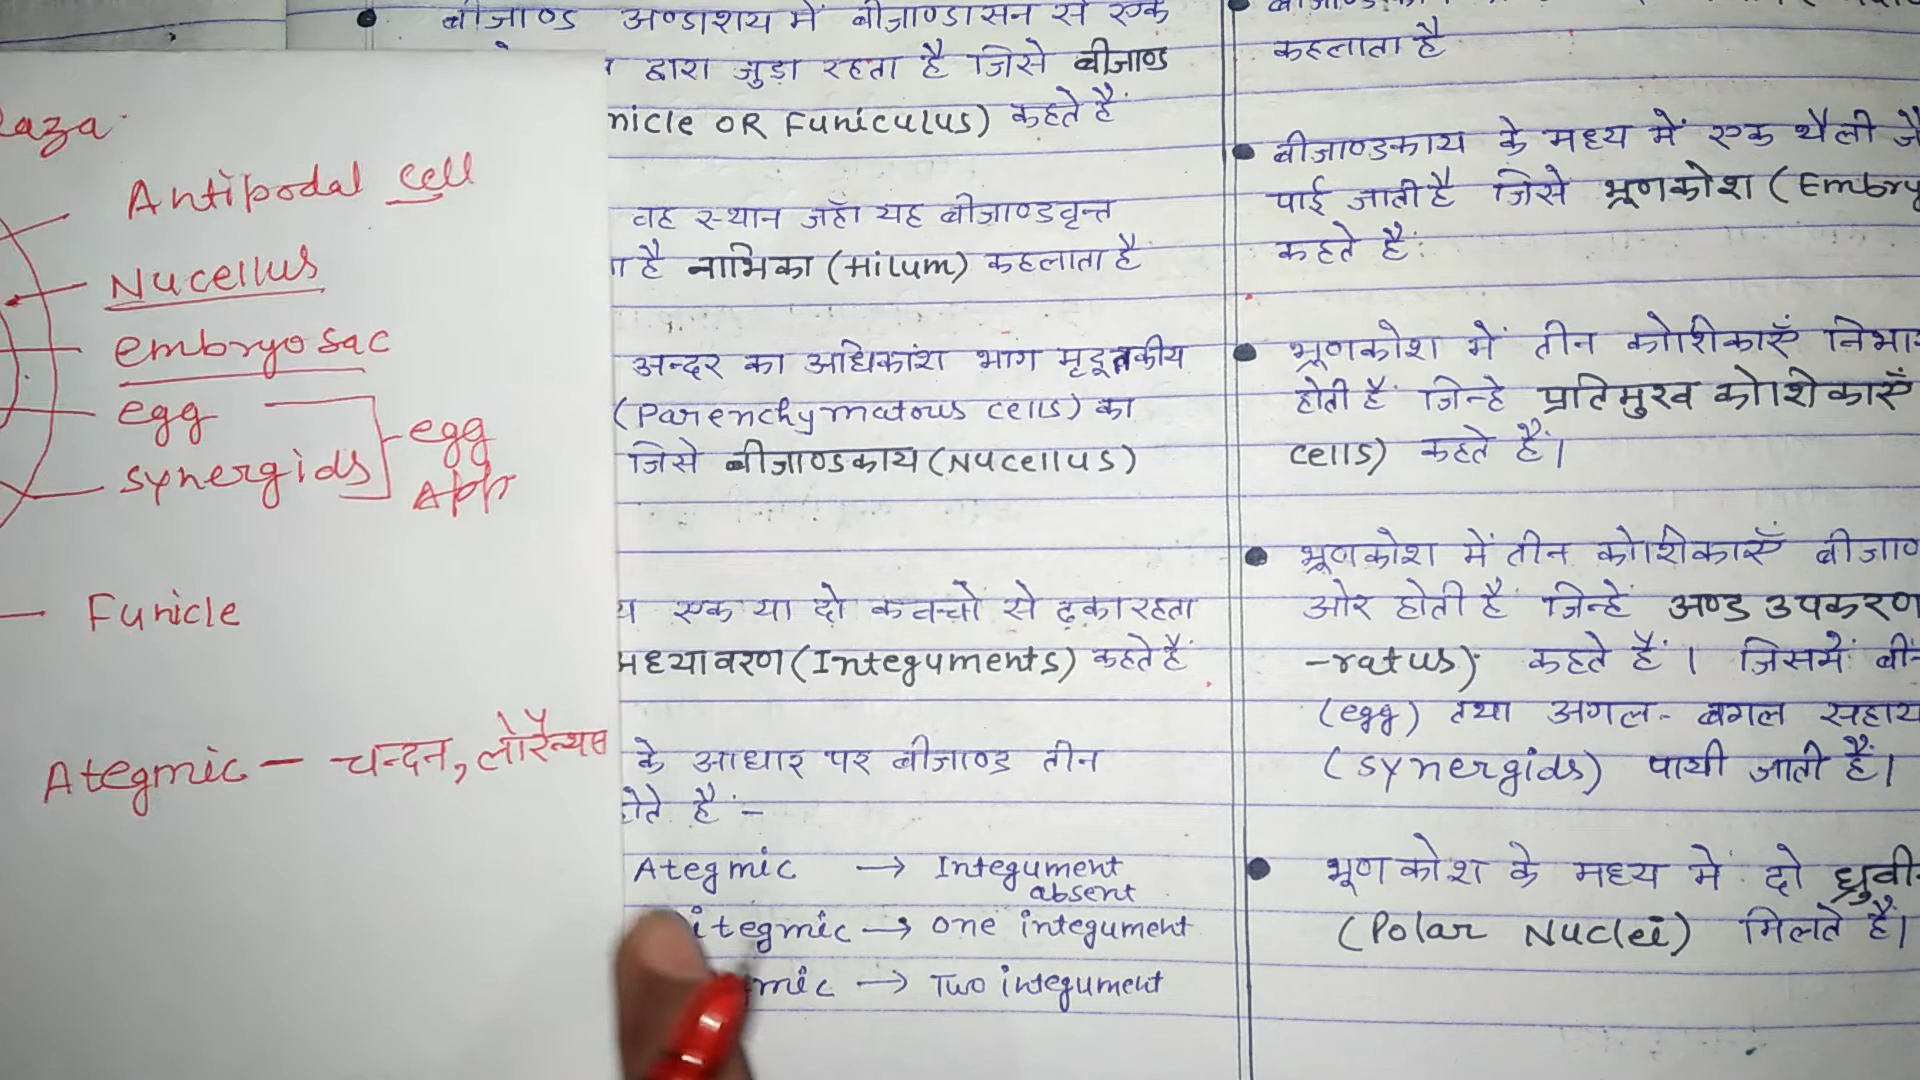 laza
Antipodal cell
Nucellus
embryo sac
egg
synergids
egg
App
Funicle
Ategmic - चन्दन, लोरैन्थस
बीजाण्ड अण्डाशय में बीजाण्डासन से एक
द्वारा जुड़ा रहता है जिसे बीजाण्ड
nicle OR Funiculus) कहते हैं
वह स्थान जहाँ यह बीजाण्डवृन्त
है नाभिका (Hilum) कहलाता है
अन्दर का अधिकांश भाग मृदूतकीय
(Parenchymatous cells) का
जिसे बीजाण्डकाय (Nucellus)
य एक या दो कवचों से ढ़का रहता
मध्यावरण (Integuments) कहते हैं
के आधार पर बीजाण्ड तीन
होते है :-
Ategmic → Integument
absent
itegmic → one integument
mic → Two integument
कहलाता है
बीजाण्डकाय के मध्य में एक थैली जै
पाई जाती है जिसे भ्रूणकोश (Embry
कहते है:
भ्रूणकोश में तीन कोशिकाएँ निभा
होती है जिन्हे प्रतिमुख कोशिकाएँ
cells) कहते हैं।
भ्रूणकोश में तीन कोशिकाएँ बीजाण
ओर होती है जिन्हें अण्ड उपकरण
-ratus) कहते हैं। जिसमें बी
(egg) तथा अगल-बगल सहाय
(synergids) पायी जाती हैं।
भ्रूणकोश के मध्य में दो ध्रुवी
(Polar Nuclei) मिलते हैं।